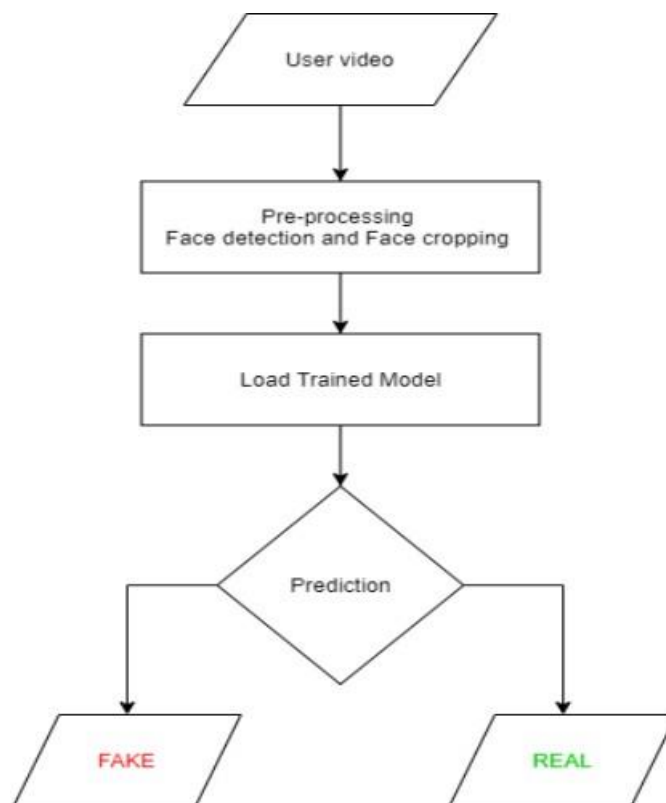 User video
Pre-processing
Face detection and Face cropping
Load Trained Model
Prediction
FAKE
REAL